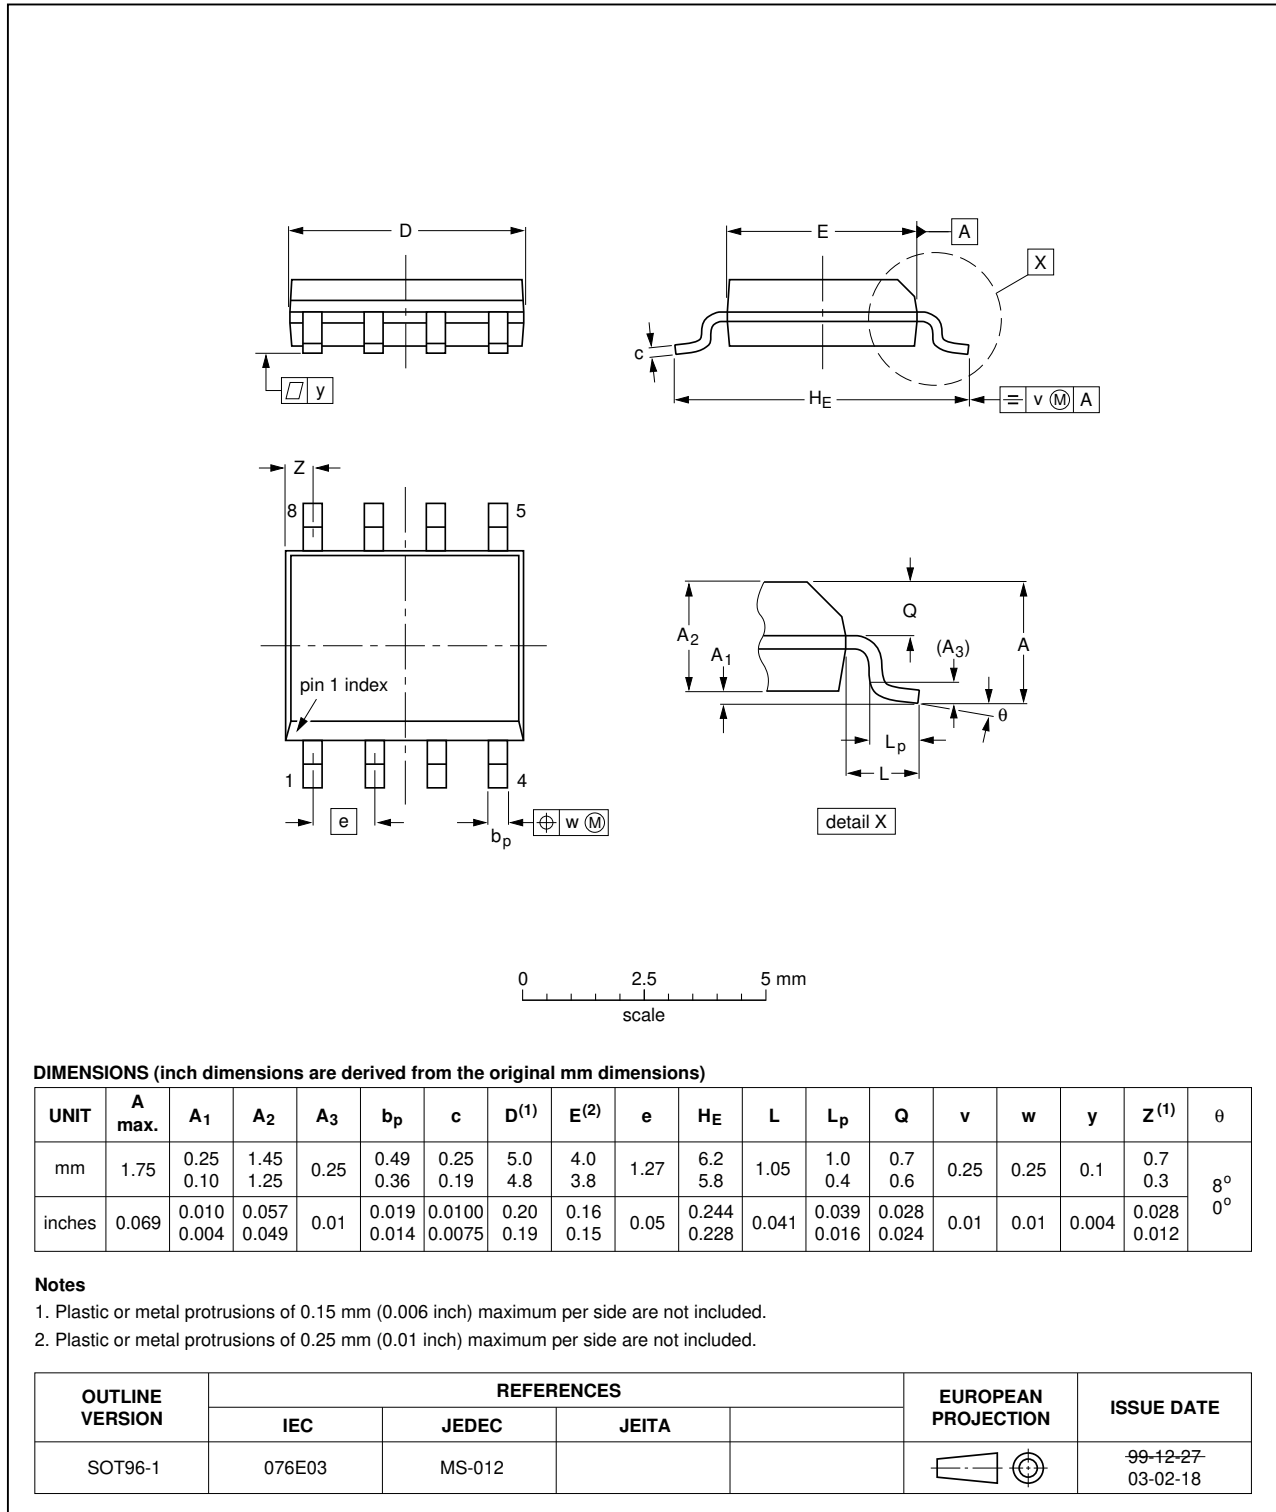 D
E
A
X
c
y
HE
v M A
Z
8
5
pin 1 index
1
4
e
bp
w M
A2
A1
Q
(A3)
A
θ
Lp
L
detail X
0 2.5 5 mm
scale
DIMENSIONS (inch dimensions are derived from the original mm dimensions)
UNIT A max. A1 A2 A3 bp c D(1) E(2) e HE L Lp Q v w y Z(1) θ
mm 1.75 0.25 0.10 1.45 1.25 0.25 0.49 0.36 0.25 0.19 5.0 4.8 4.0 3.8 1.27 6.2 5.8 1.05 1.0 0.4 0.7 0.6 0.25 0.25 0.1 0.7 0.3 8o 0o
inches 0.069 0.010 0.004 0.057 0.049 0.01 0.019 0.014 0.0100 0.0075 0.20 0.19 0.16 0.15 0.05 0.244 0.228 0.041 0.039 0.016 0.028 0.024 0.01 0.01 0.004 0.028 0.012
Notes
1. Plastic or metal protrusions of 0.15 mm (0.006 inch) maximum per side are not included.
2. Plastic or metal protrusions of 0.25 mm (0.01 inch) maximum per side are not included.
OUTLINE VERSION REFERENCES EUROPEAN PROJECTION ISSUE DATE
IEC JEDEC JEITA
SOT96-1 076E03 MS-012 99-12-27 03-02-18